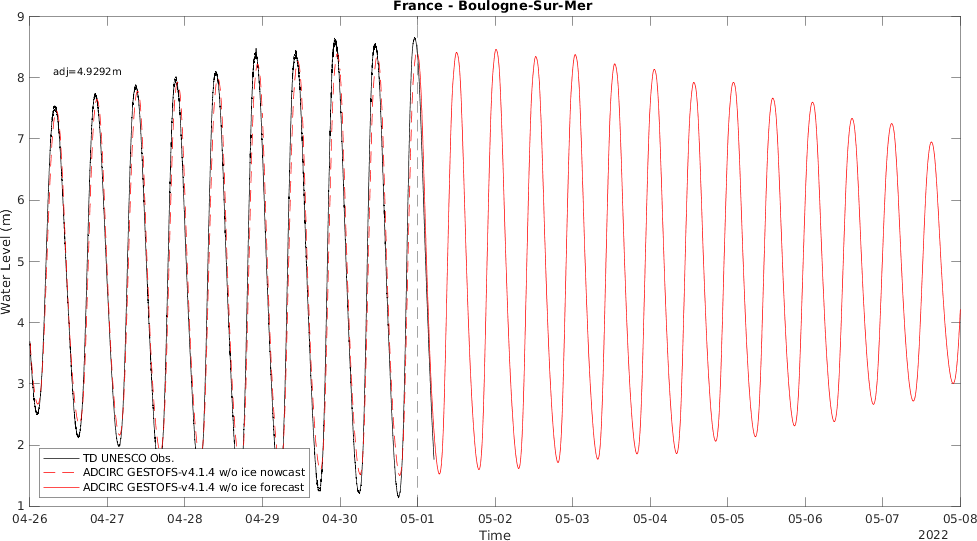 France - Boulogne-Sur-Mer
9
8
7
6
5
4
3
2
1
Water Level (m)
adj=4.9292m
TD UNESCO Obs.
ADCIRC GESTOFS-v4.1.4 w/o ice nowcast
ADCIRC GESTOFS-v4.1.4 w/o ice forecast
04-26 04-27 04-28 04-29 04-30 05-01 05-02 05-03 05-04 05-05 05-06 05-07 05-08
Time
2022